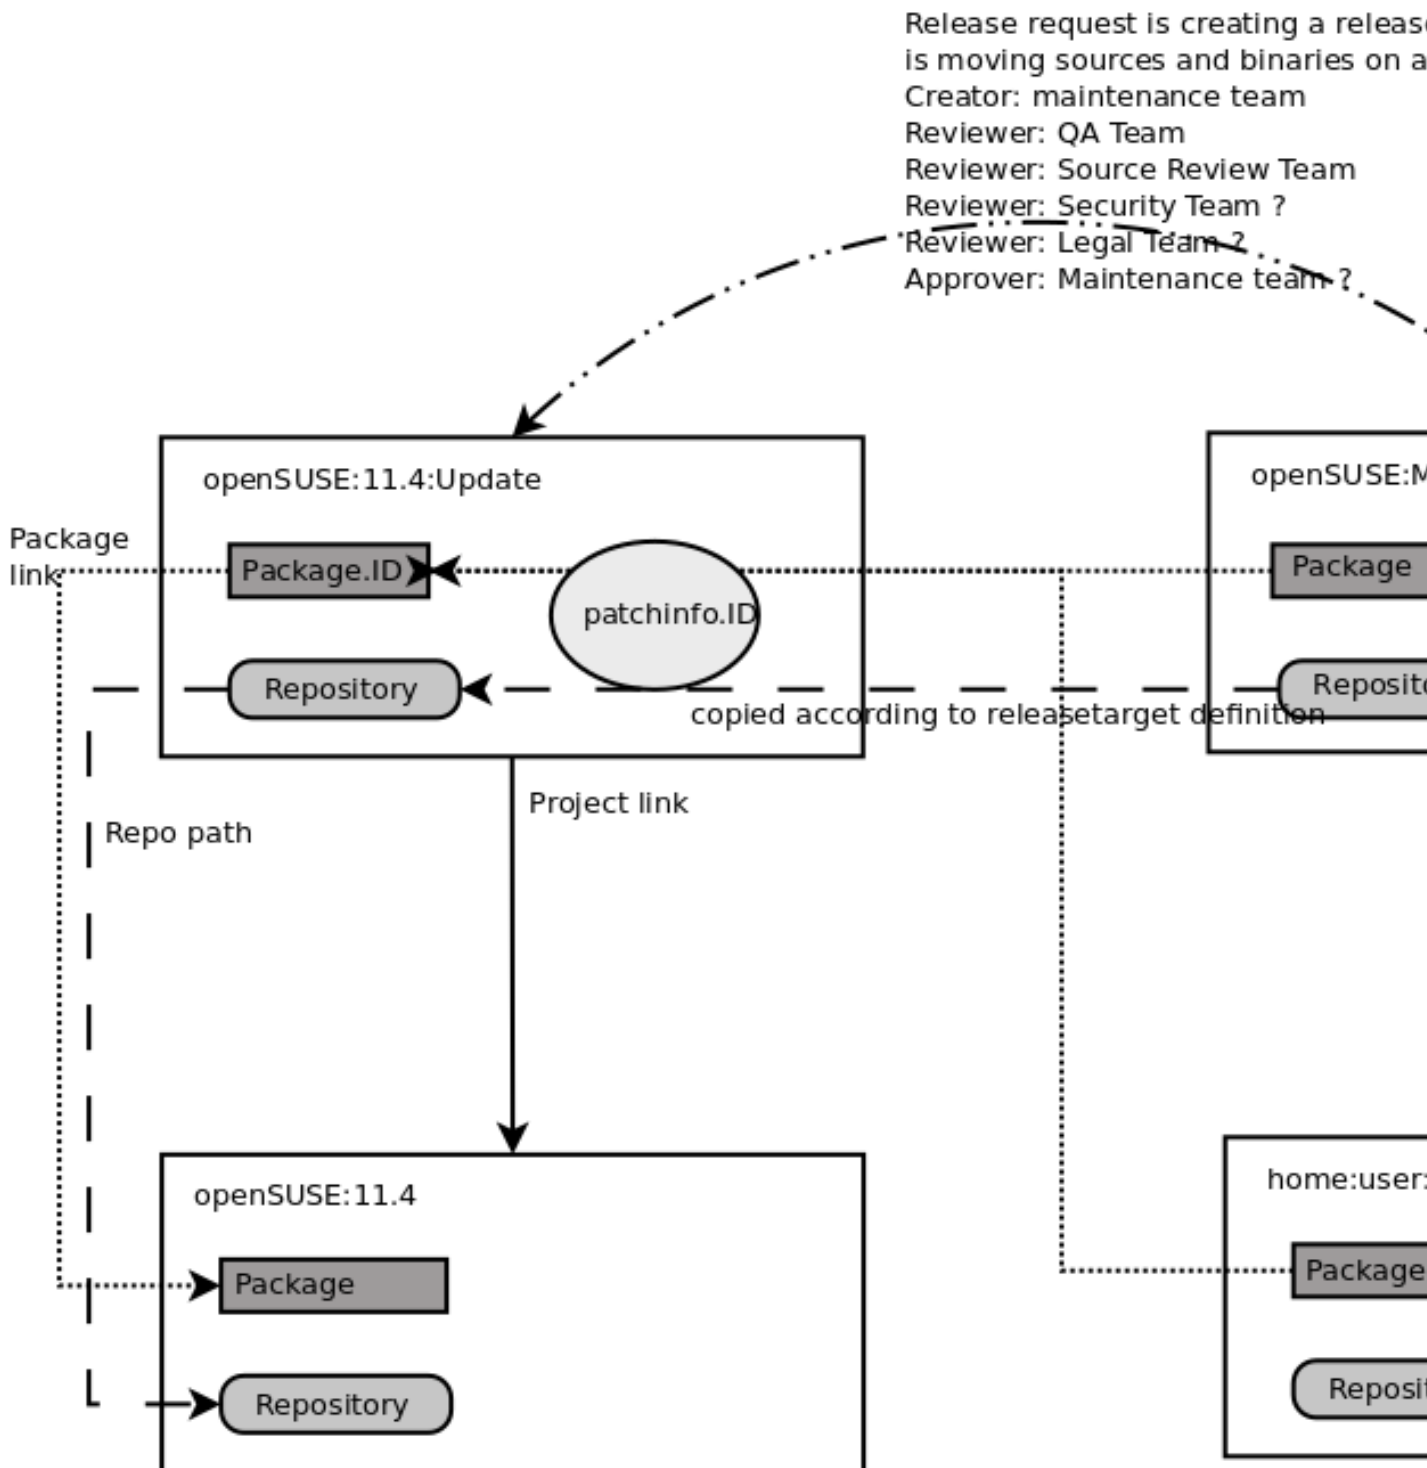 Release request is creating a release
is moving sources and binaries on a
Creator: maintenance team
Reviewer: QA Team
Reviewer: Source Review Team
Reviewer: Security Team ?
Reviewer: Legal Team ?
Approver: Maintenance team ?
openSUSE:11.4:Update
openSUSE:M
Package
link
Package.ID
patchinfo.ID
Package
Repository
Reposito
copied according to releasetarget definition
Project link
Repo path
openSUSE:11.4
home:user:
Package
Package
Repository
Reposit